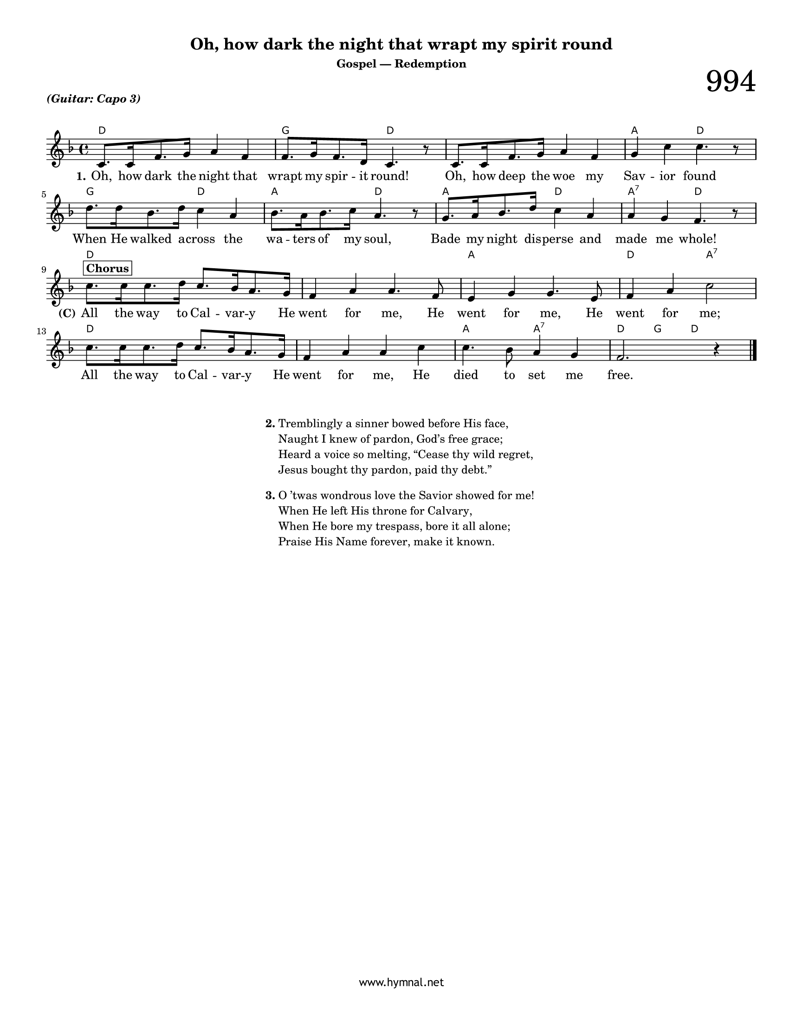 Oh, how dark the night that wrapt my spirit round
Gospel — Redemption
994
(Guitar: Capo 3)
D G D A D
1. Oh, how dark the night that wrapt my spir - it round! Oh, how deep the woe my Sav - ior found
5 G D A D A D A7 D
When He walked across the wa - ters of my soul, Bade my night disperse and made me whole!
D A D A7
9 Chorus
(C) All the way to Cal - var-y He went for me, He went for me, He went for me;
13 D A A7 D G D
All the way to Cal - var-y He went for me, He died to set me free.
2. Tremblingly a sinner bowed before His face,
Naught I knew of pardon, God’s free grace;
Heard a voice so melting, “Cease thy wild regret,
Jesus bought thy pardon, paid thy debt.”
3. O ’twas wondrous love the Savior showed for me!
When He left His throne for Calvary,
When He bore my trespass, bore it all alone;
Praise His Name forever, make it known.
www.hymnal.net